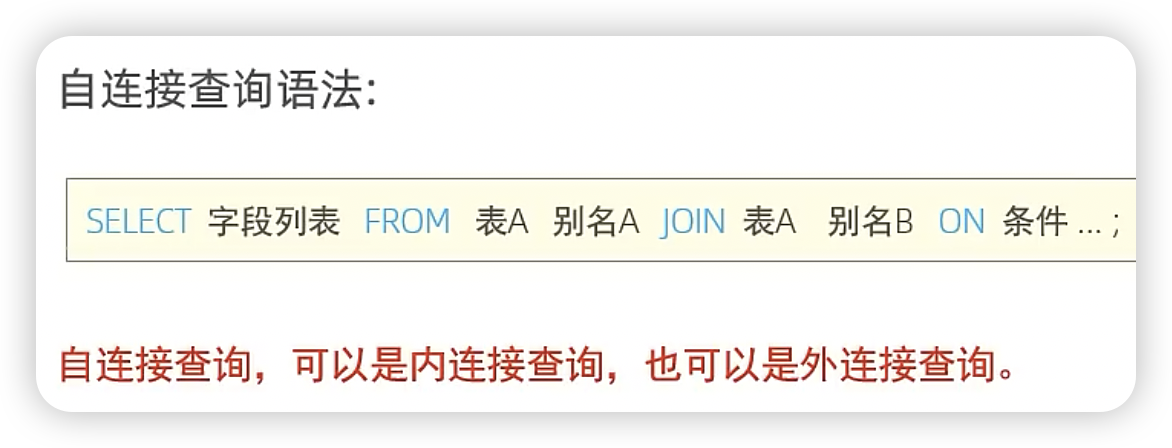 自连接查询语法：
SELECT 字段列表 FROM 表A 别名A JOIN 表A 别名B ON 条件 ... ;
自连接查询，可以是内连接查询，也可以是外连接查询。